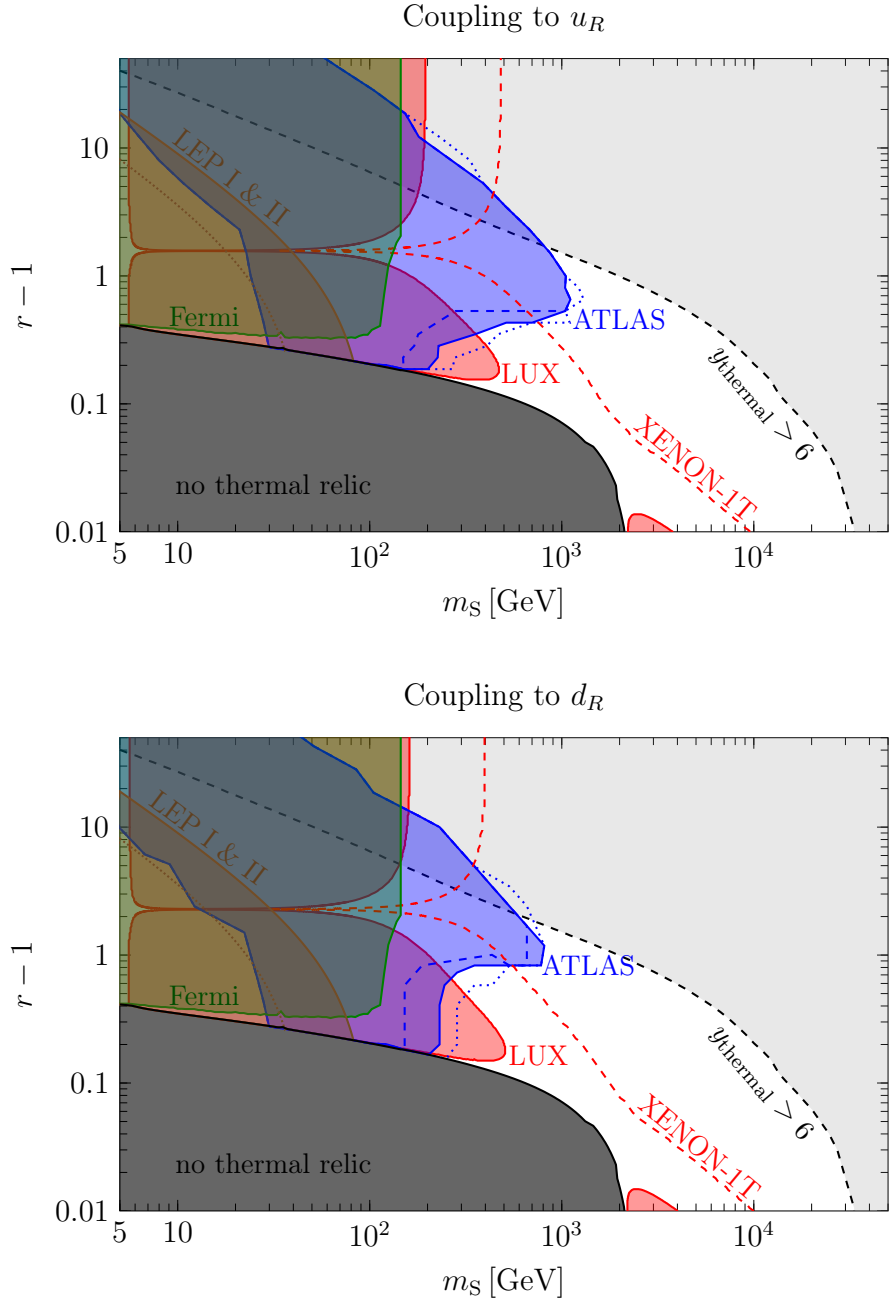 Coupling to u_R
10
1
0.1
0.01
r − 1
LEP I & II
Fermi
ATLAS
LUX
XENON-1T
y_thermal > 6
no thermal relic
5
10
10^2
10^3
10^4
m_S [GeV]
Coupling to d_R
10
1
0.1
0.01
r − 1
LEP I & II
Fermi
ATLAS
LUX
XENON-1T
y_thermal > 6
no thermal relic
5
10
10^2
10^3
10^4
m_S [GeV]